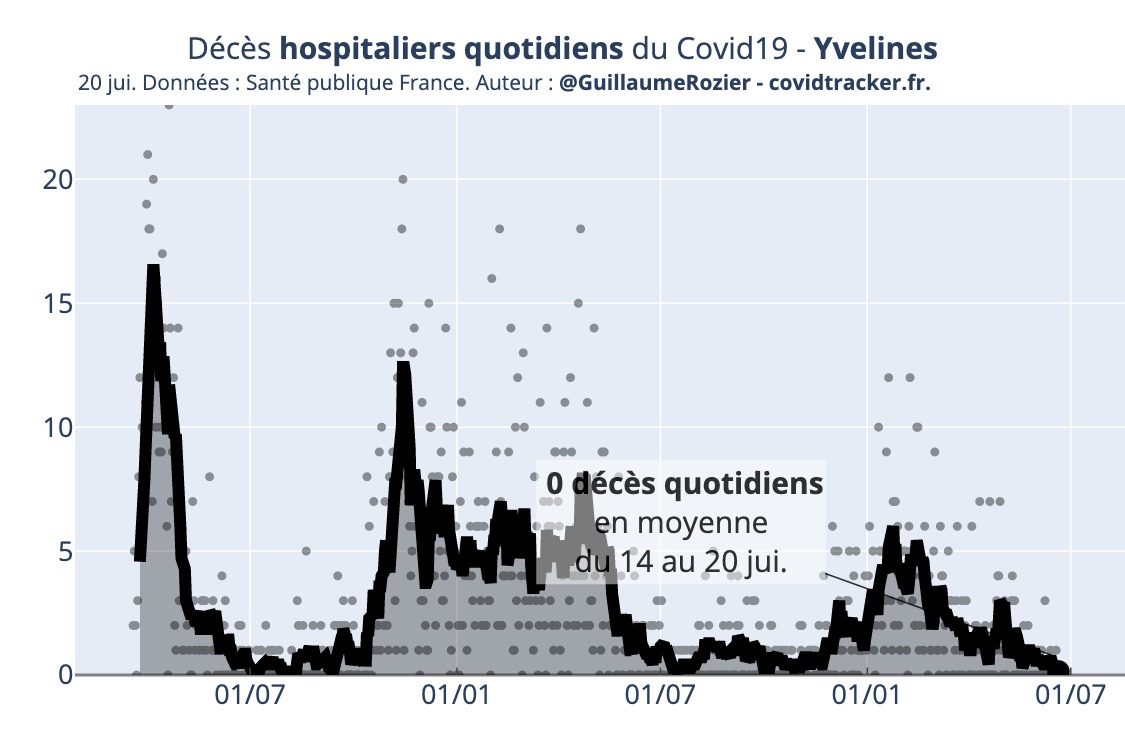 Décès hospitaliers quotidiens du Covid19 - Yvelines
20 jui. Données : Santé publique France. Auteur : @GuillaumeRozier - covidtracker.fr.
20
15
10
5
0
0 décès quotidiens
en moyenne
du 14 au 20 jui.
01/07 01/01 01/07 01/01 01/07